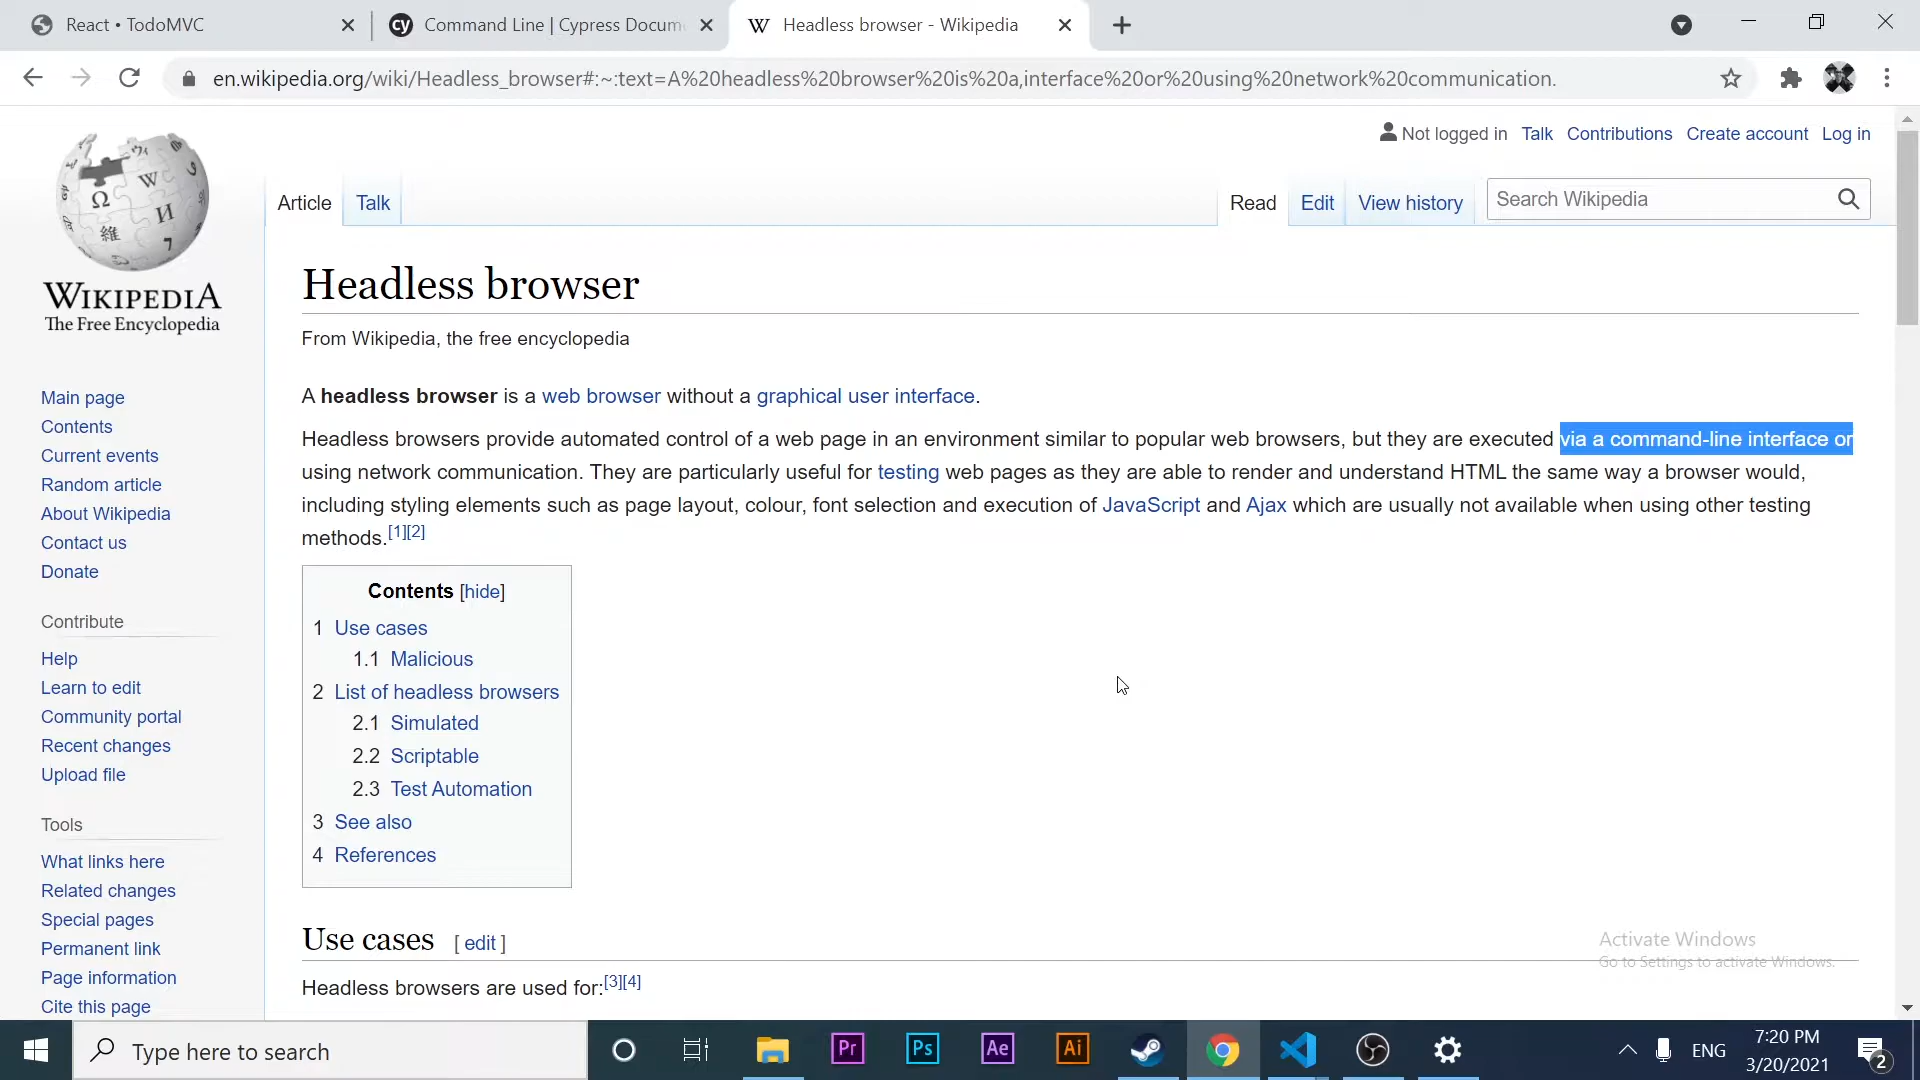 React • TodoMVC
cy Command Line | Cypress Docum
W Headless browser - Wikipedia
en.wikipedia.org/wiki/Headless_browser#:~:text=A%20headless%20browser%20is%20a,interface%20or%20using%20network%20communication.
Not logged in Talk Contributions Create account Log in
Article Talk Read Edit View history Search Wikipedia
WIKIPEDIA
The Free Encyclopedia
Main page
Contents
Current events
Random article
About Wikipedia
Contact us
Donate
Contribute
Help
Learn to edit
Community portal
Recent changes
Upload file
Tools
What links here
Related changes
Special pages
Permanent link
Page information
Cite this page
Headless browser
From Wikipedia, the free encyclopedia
A headless browser is a web browser without a graphical user interface.
Headless browsers provide automated control of a web page in an environment similar to popular web browsers, but they are executed via a command-line interface or
using network communication. They are particularly useful for testing web pages as they are able to render and understand HTML the same way a browser would,
including styling elements such as page layout, colour, font selection and execution of JavaScript and Ajax which are usually not available when using other testing
methods.[1][2]
Contents [hide]
1 Use cases
1.1 Malicious
2 List of headless browsers
2.1 Simulated
2.2 Scriptable
2.3 Test Automation
3 See also
4 References
Use cases [ edit ]
Headless browsers are used for:[3][4]
Activate Windows
Go to Settings to activate Windows.
Type here to search
Pr
Ps
Ae
Ai
ENG
7:20 PM
3/20/2021
2